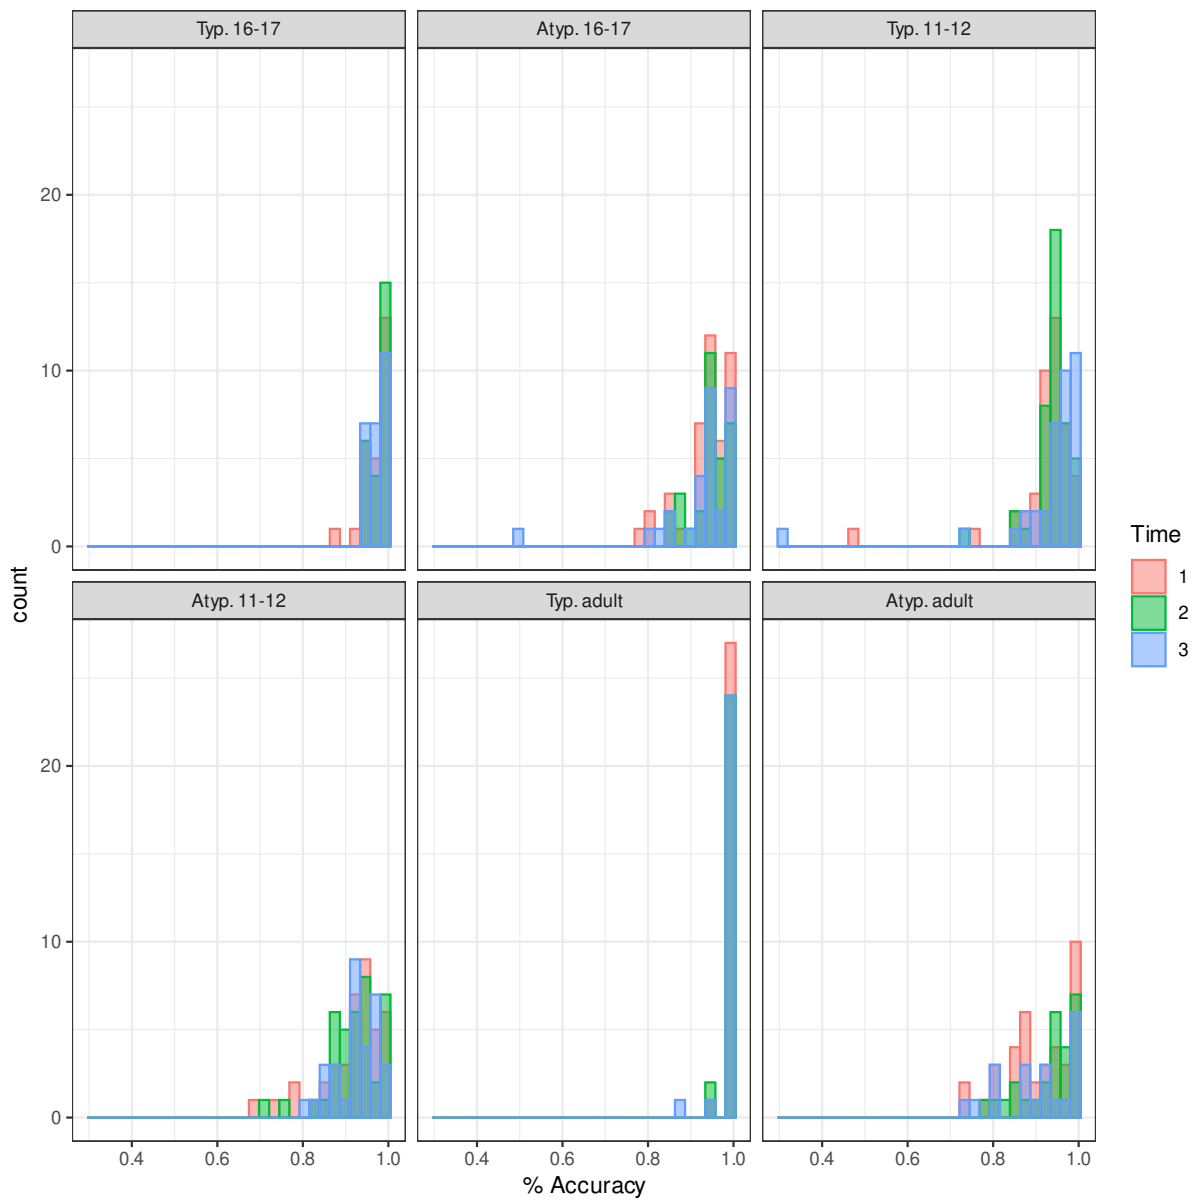 Typ. 16-17
Atyp. 16-17
Typ. 11-12
20
10
0
count
Time
1
2
3
Atyp. 11-12
Typ. adult
Atyp. adult
20
10
0
0.4 0.6 0.8 1.0
0.4 0.6 0.8 1.0
0.4 0.6 0.8 1.0
% Accuracy